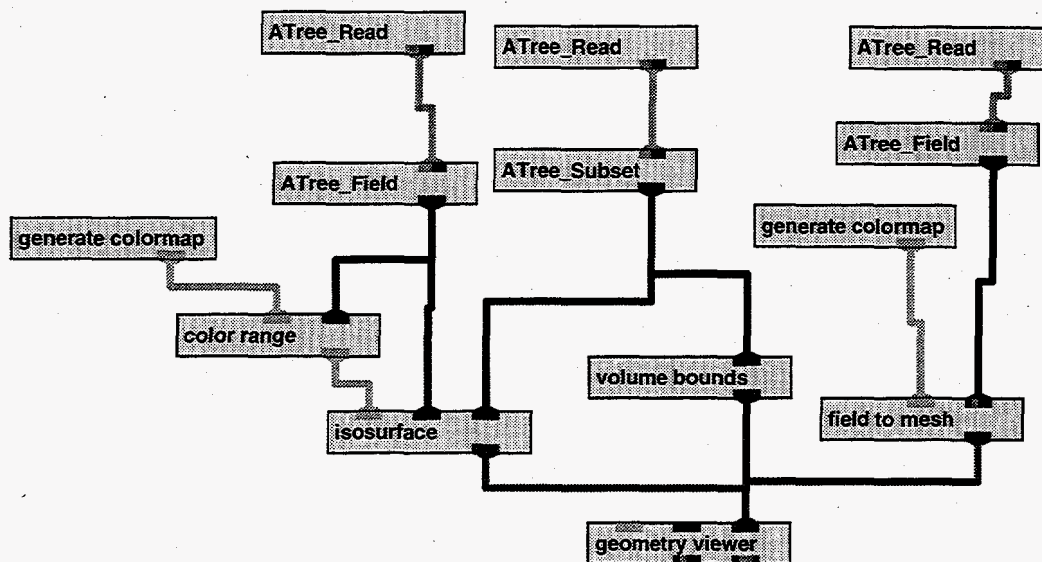 ATree_Read
ATree_Read
ATree_Read
ATree_Field
ATree_Field
ATree_Subset
generate colormap
generate colormap
color range
volume bounds
isosurface
field to mesh
geometry viewer